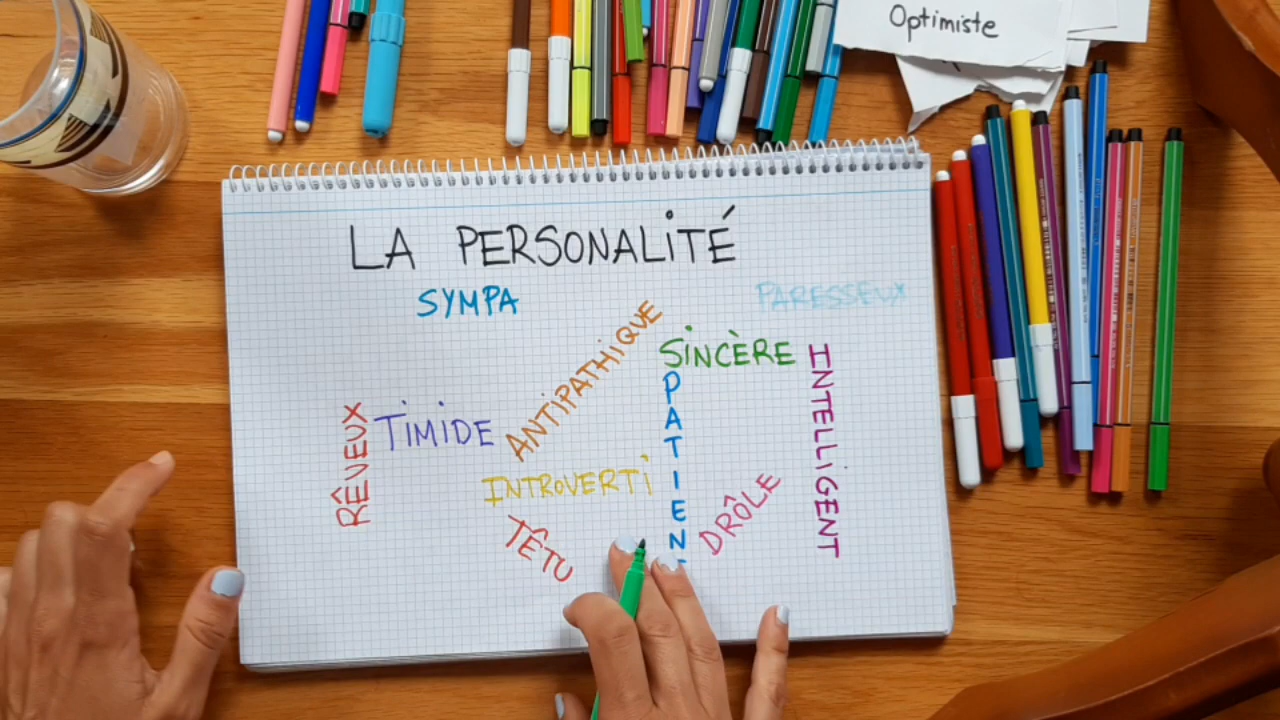 Optimiste
LA PERSONALITÉ
SYMPA
PARESSEUX
ANTIPATHIQUE
SINCÈRE
INTELLIGENT
RÊVEUX
TIMIDE
PATIEN
INTROVERTI
DRÔLE
TÊTU